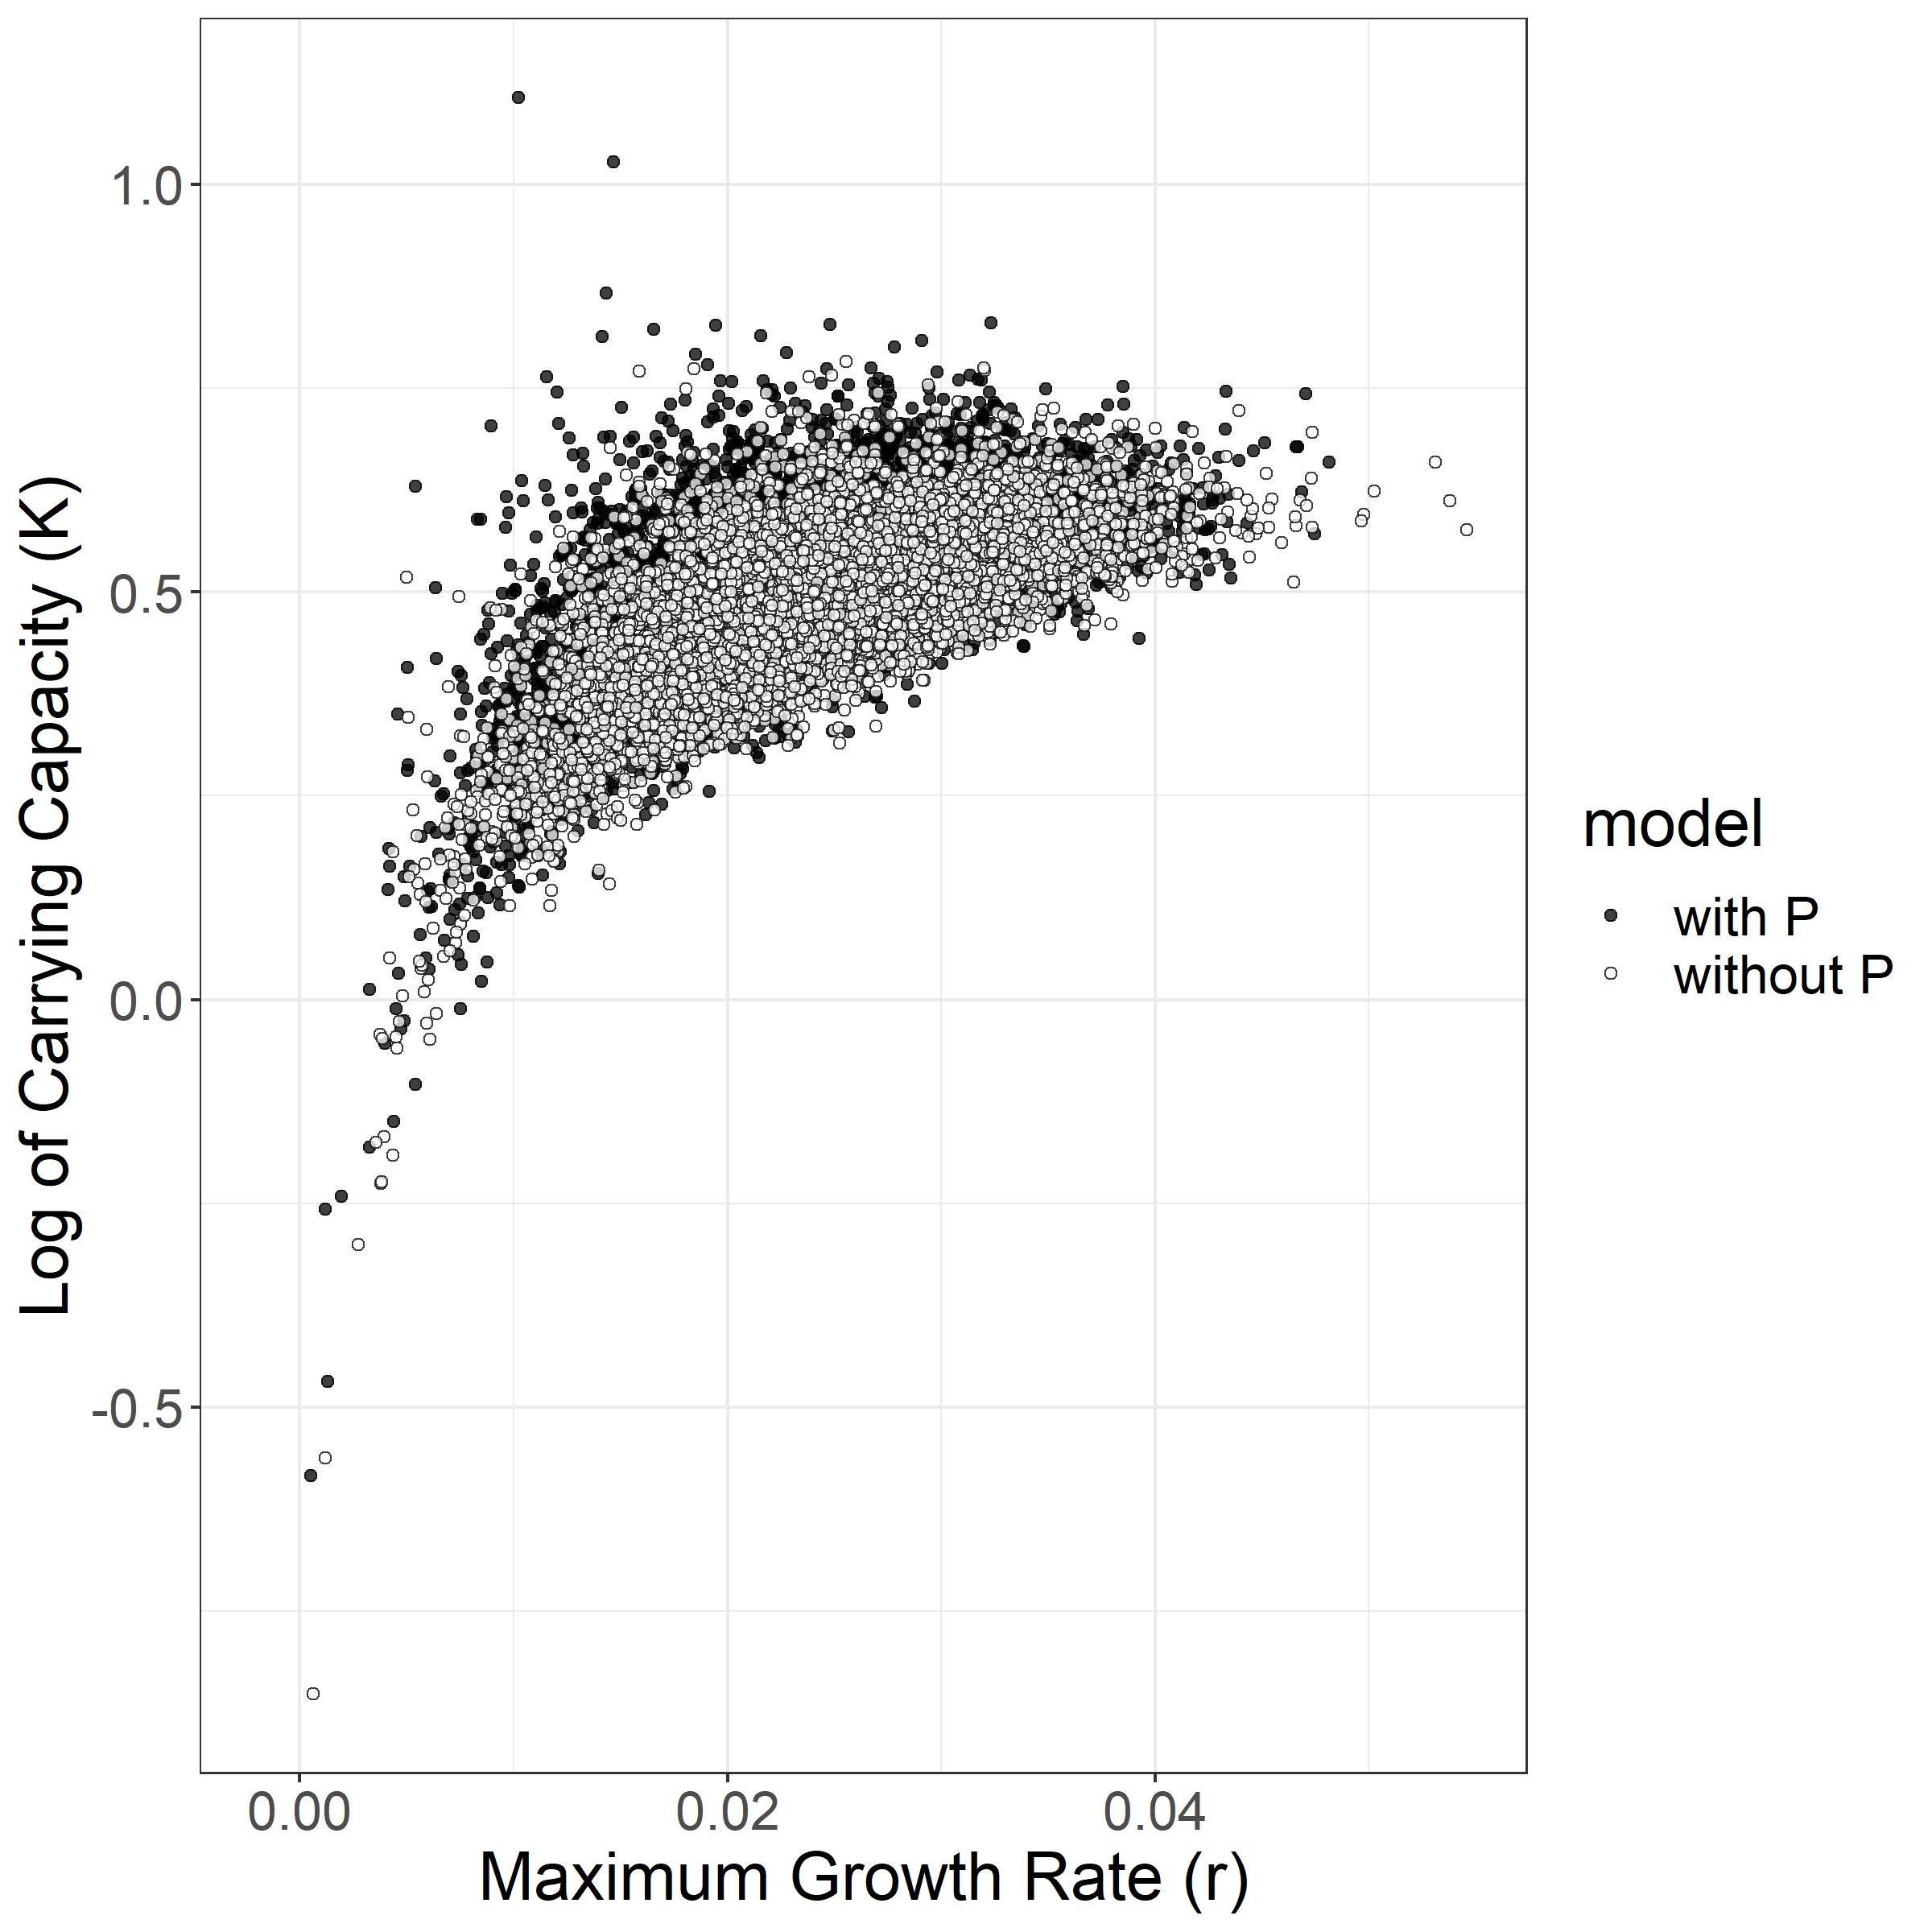 Log of Carrying Capacity (K)
1.0
0.5
0.0
-0.5
0.00
0.02
0.04
Maximum Growth Rate (r)
model
with P
without P